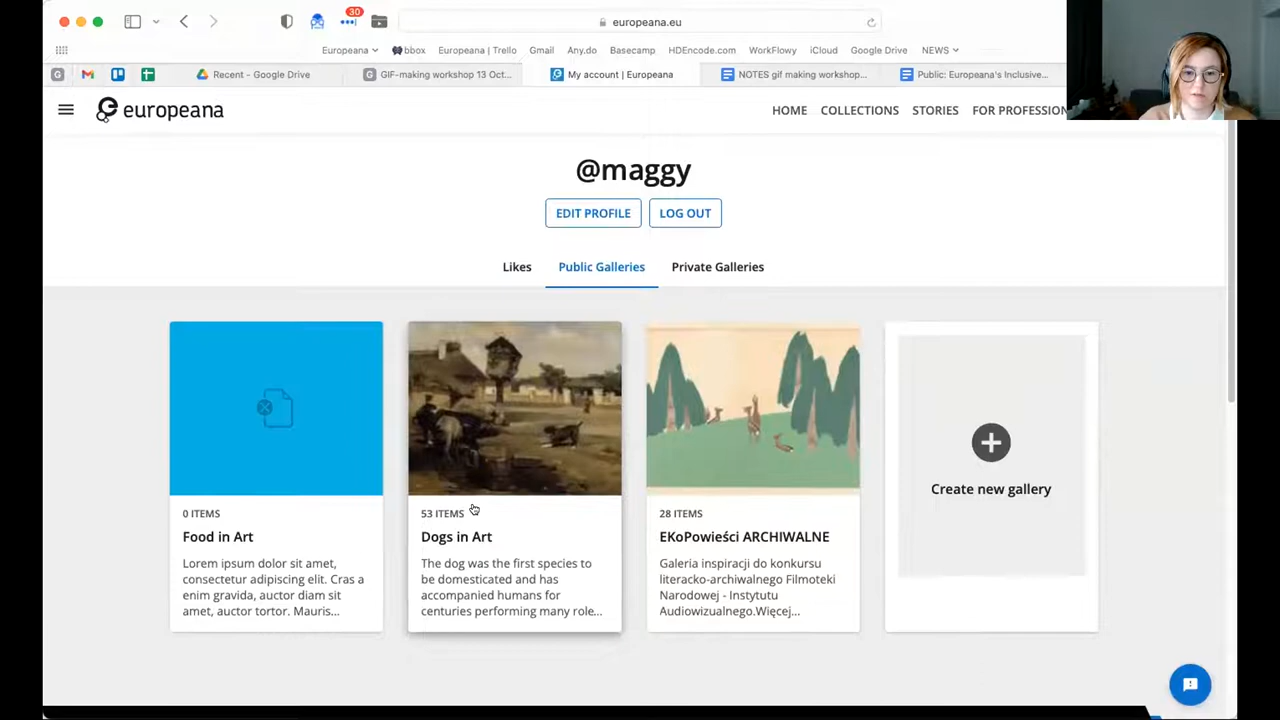 30
europeana.eu
Europeana bbox Europeana | Trello Gmail Any.do Basecamp HDEncode.com WorkFlowy iCloud Google Drive NEWS
Recent - Google Drive GIF-making workshop 13 Oct... My account | Europeana NOTES gif making workshop... Public: Europeana's Inclusive...
europeana HOME COLLECTIONS STORIES FOR PROFESSION
@maggy
EDIT PROFILE LOG OUT
Likes Public Galleries Private Galleries
0 ITEMS
Food in Art
Lorem ipsum dolor sit amet,
consectetur adipiscing elit. Cras a
enim gravida, auctor diam sit
amet, auctor tortor. Mauris...
53 ITEMS
Dogs in Art
The dog was the first species to
be domesticated and has
accompanied humans for
centuries performing many role...
28 ITEMS
EKoPowieści ARCHIWALNE
Galeria inspiracji do konkursu
literacko-archiwalnego Filmoteki
Narodowej - Instytutu
Audiowizualnego.Więcej...
Create new gallery